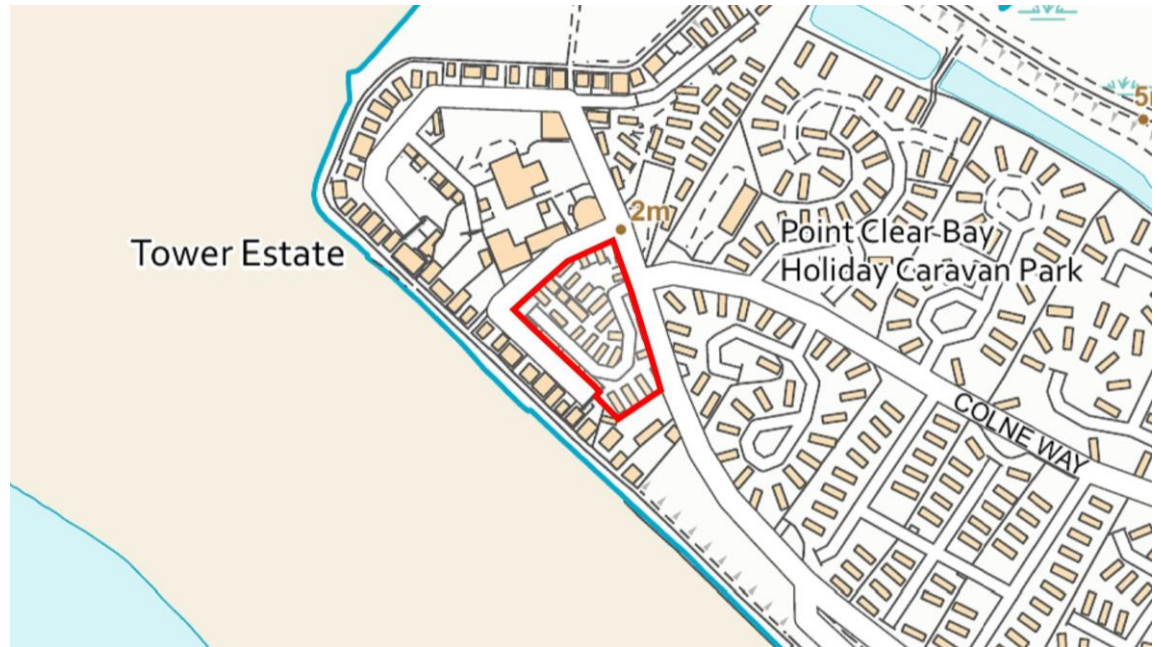 2m
Tower Estate
Point Clear Bay
Holiday Caravan Park
COLNE WAY